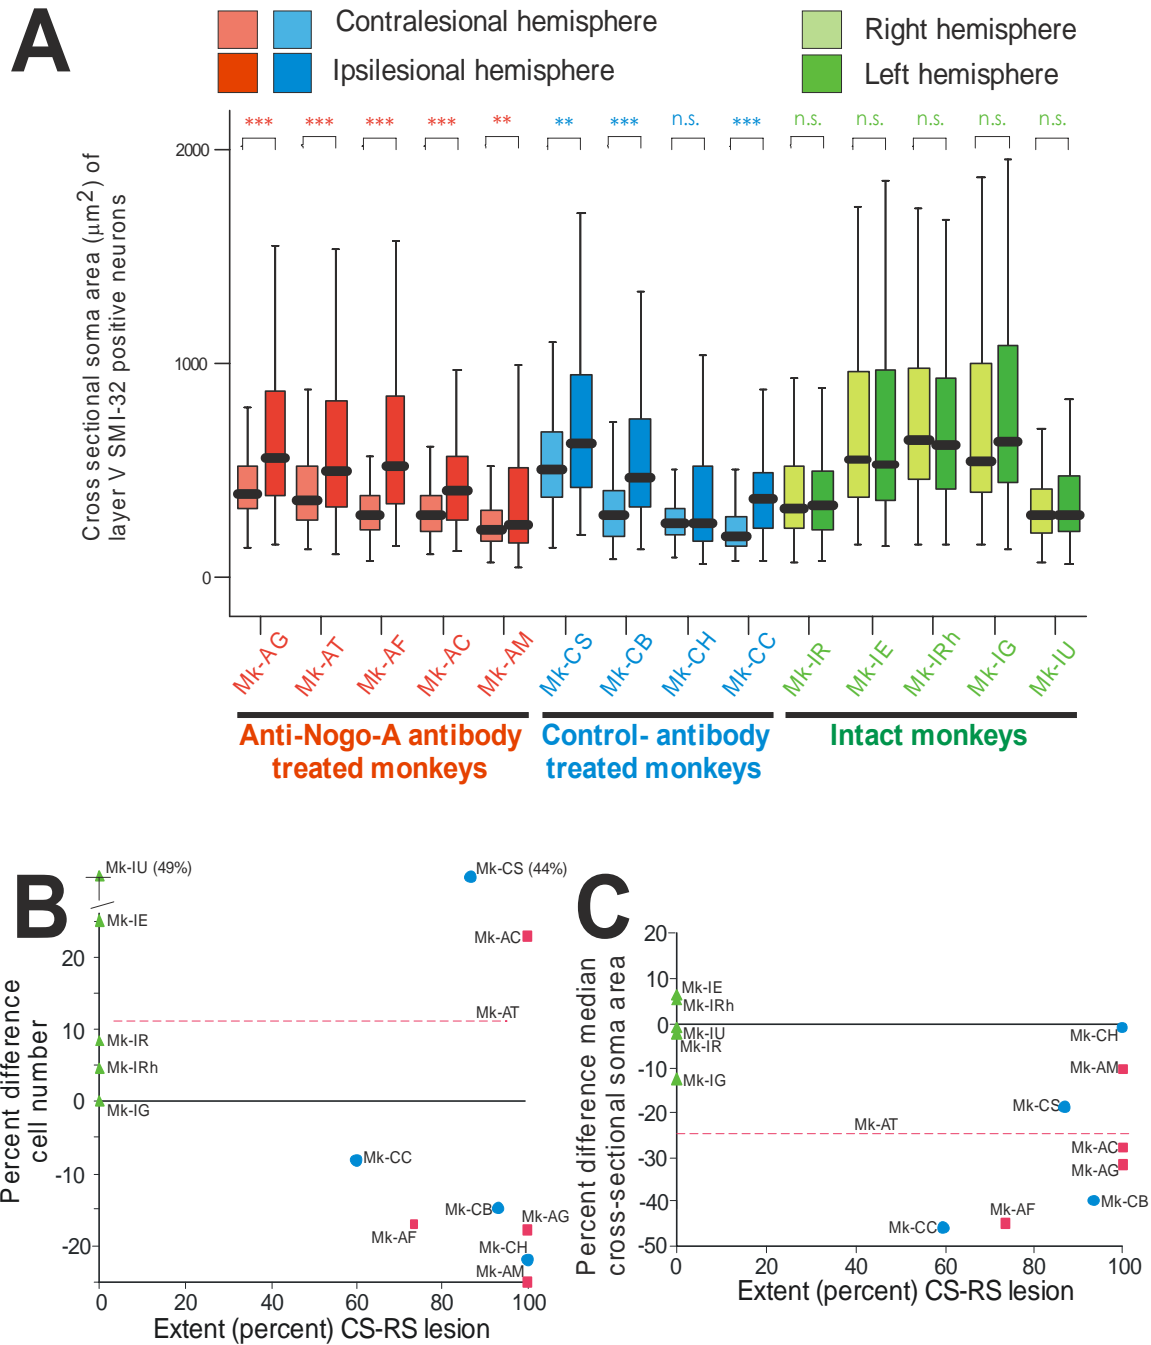 A
Contralesional hemisphere
Ipsilesional hemisphere
Right hemisphere
Left hemisphere
*** *** *** *** ** ** *** n.s. *** n.s. n.s. n.s. n.s. n.s.
Cross sectional soma area (μm2) of
layer V SMI-32 positive neurons
2000
1000
0
Mk-AG
Mk-AT
Mk-AF
Mk-AC
Mk-AM
Mk-CS
Mk-CB
Mk-CH
Mk-CC
Mk-IR
Mk-IE
Mk-IRh
Mk-IG
Mk-IU
Anti-Nogo-A antibody
treated monkeys
Control- antibody
treated monkeys
Intact monkeys
B
Percent difference
cell number
20
10
0
-10
-20
Mk-IU (49%)
Mk-CS (44%)
Mk-IE
Mk-AC
Mk-AT
Mk-IR
Mk-IRh
Mk-IG
Mk-CC
Mk-CB
Mk-AG
Mk-AF
Mk-CH
Mk-AM
0 20 40 60 80 100
Extent (percent) CS-RS lesion
C
Percent difference median
cross-sectional soma area
20
10
0
-10
-20
-30
-40
-50
Mk-IE
Mk-IRh
Mk-IU
Mk-IR
Mk-CH
Mk-AM
Mk-IG
Mk-CS
Mk-AT
Mk-AC
Mk-AG
Mk-CB
Mk-AF
Mk-CC
0 20 40 60 80 100
Extent (percent) CS-RS lesion